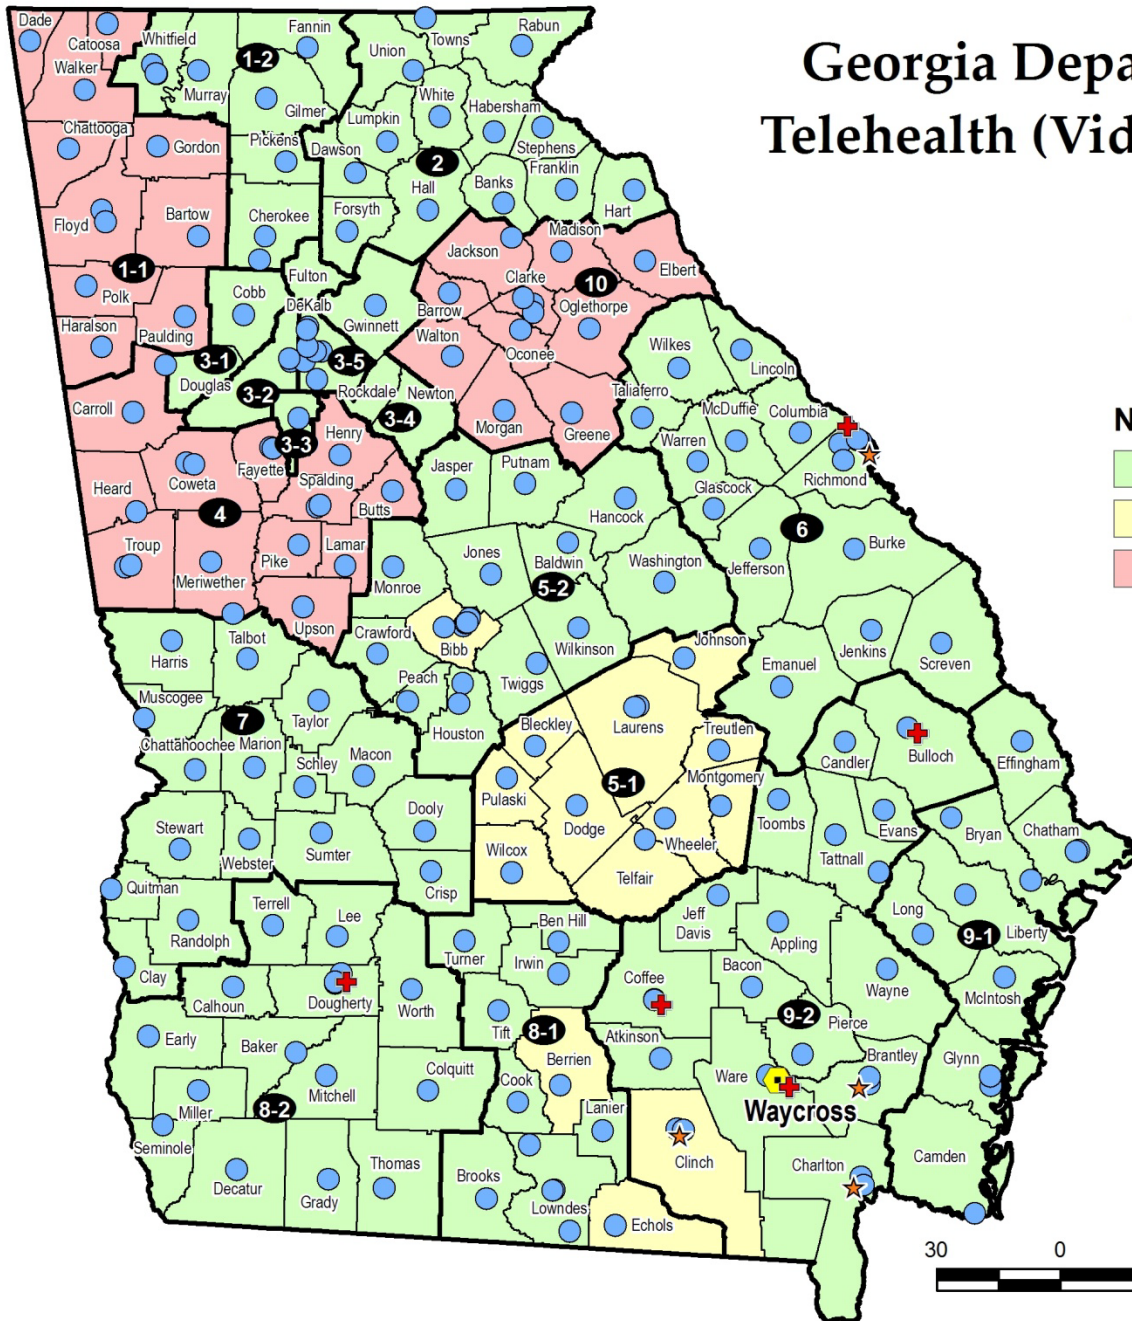 Georgia Depa
Telehealth (Vid
Dade
Catoosa
Whitfield
Fannin
Towns
Rabun
Walker
1-2
Union
Murray
Gilmer
White
Habersham
Chattooga
Gordon
Pickens
Lumpkin
Dawson
Stephens
2
Franklin
Hall
Banks
Floyd
Bartow
Cherokee
Forsyth
Hart
Jackson
Madison
1-1
Fulton
Clarke
10
Elbert
Polk
Cobb
DeKalb
Gwinnett
Barrow
Oglethorpe
Haralson
Paulding
Walton
Oconee
Wilkes
Lincoln
3-1
3-5
Douglas
3-2
Rockdale
Newton
Taliaferro
Carroll
3-4
McDuffie
Columbia
N
Morgan
Greene
3-3
Henry
Warren
Fayette
Jasper
Putnam
Heard
Coweta
Spalding
Butts
Glascock
Richmond
4
Hancock
6
Troup
Meriwether
Pike
Lamar
Jones
Baldwin
Washington
Jefferson
Burke
Monroe
5-2
Upson
Talbot
Crawford
Bibb
Wilkinson
Johnson
Harris
Jenkins
Screven
Peach
Twiggs
Emanuel
Muscogee
7
Taylor
Laurens
Chattahoochee
Marion
Houston
Bleckley
Treutlen
Macon
Candler
Bulloch
Effingham
Schley
5-1
Pulaski
Montgomery
Stewart
Dooly
Dodge
Toombs
Evans
Bryan
Chatham
Webster
Sumter
Wilcox
Wheeler
Tattnall
Quitman
Crisp
Telfair
Terrell
Lee
Ben Hill
Jeff
Davis
Long
Liberty
Randolph
Turner
Appling
9-1
Irwin
Clay
Coffee
Bacon
Calhoun
Dougherty
Worth
Wayne
McIntosh
Tift
8-1
9-2
Early
Baker
Atkinson
Pierce
Berrien
Brantley
Glynn
Colquitt
Cook
Ware
Miller
8-2
Mitchell
Lanier
Waycross
Seminole
Decatur
Grady
Thomas
Brooks
Lowndes
Clinch
Charlton
Camden
Echols
30
0